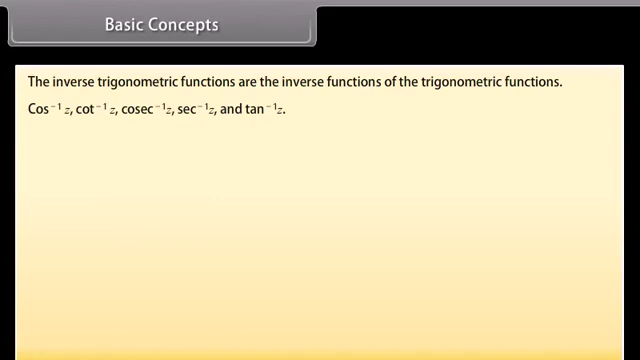 Basic Concepts
The inverse trigonometric functions are the inverse functions of the trigonometric functions.
Cos⁻¹ z, cot⁻¹ z, cosec⁻¹z, sec⁻¹z, and tan⁻¹z.